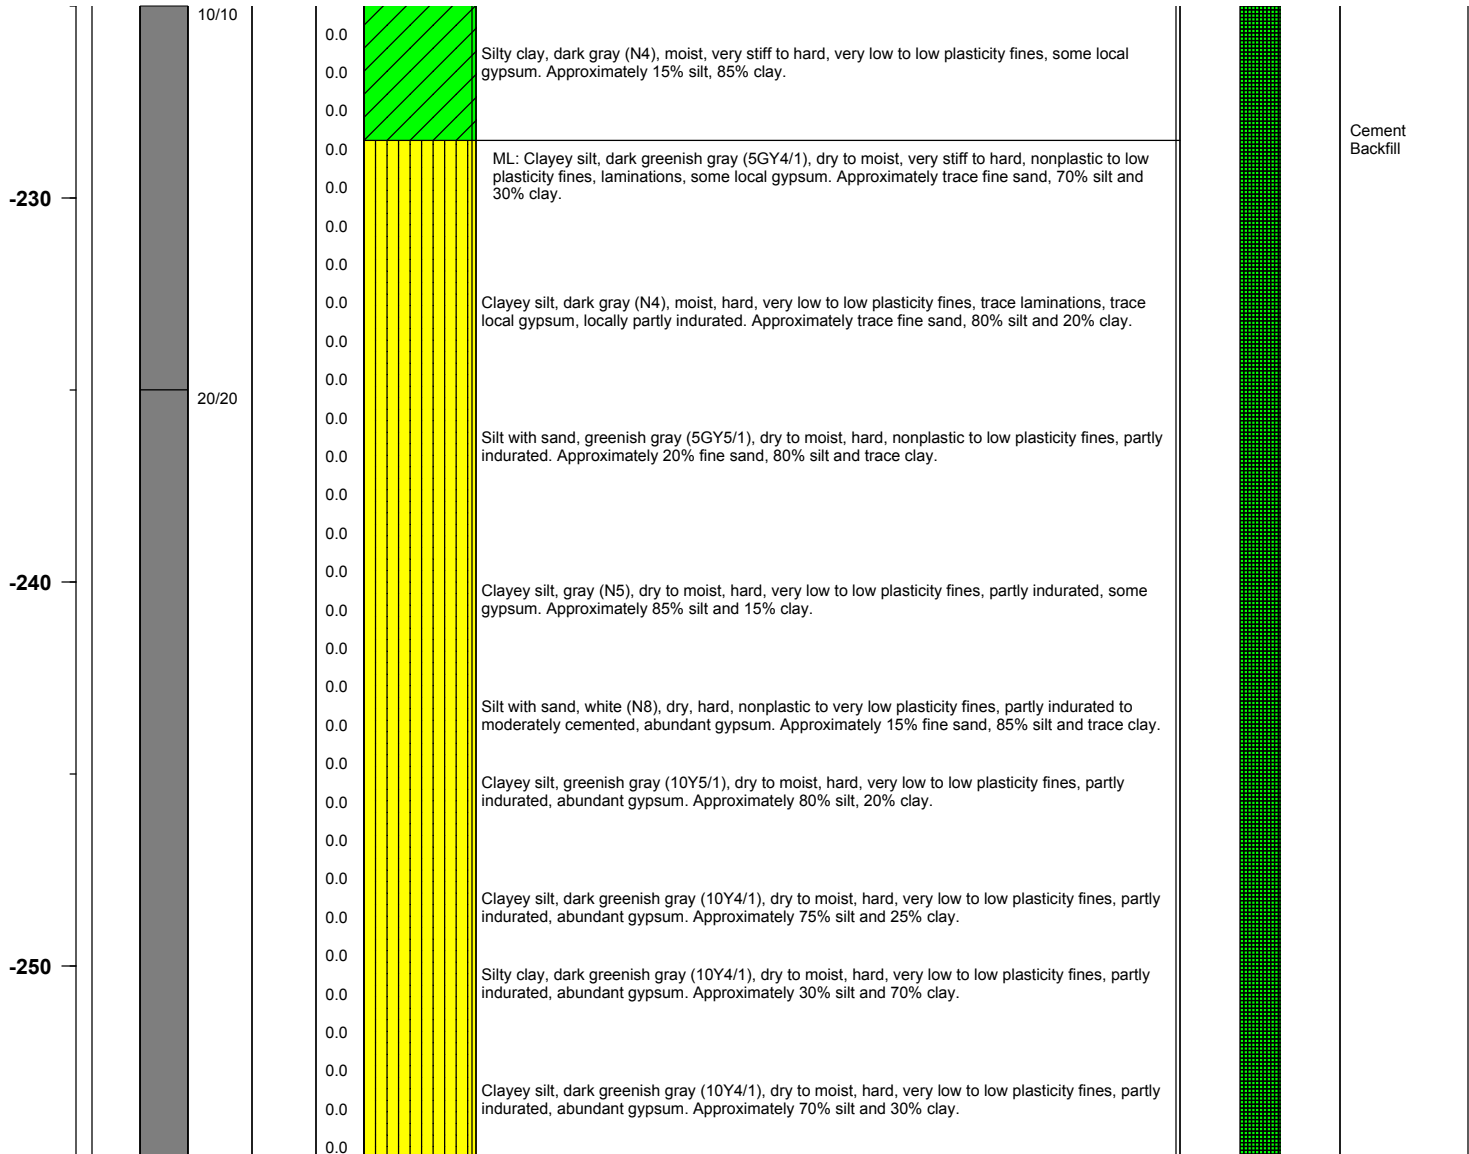 10/10
0.0
Silty clay, dark gray (N4), moist, very stiff to hard, very low to low plasticity fines, some local
gypsum. Approximately 15% silt, 85% clay.
0.0
0.0
Cement
Backfill
0.0
ML: Clayey silt, dark greenish gray (5GY4/1), dry to moist, very stiff to hard, nonplastic to low
plasticity fines, laminations, some local gypsum. Approximately trace fine sand, 70% silt and
30% clay.
0.0
-230
0.0
0.0
0.0
Clayey silt, dark gray (N4), moist, hard, very low to low plasticity fines, trace laminations, trace
local gypsum, locally partly indurated. Approximately trace fine sand, 80% silt and 20% clay.
0.0
0.0
20/20
0.0
Silt with sand, greenish gray (5GY5/1), dry to moist, hard, nonplastic to low plasticity fines, partly
indurated. Approximately 20% fine sand, 80% silt and trace clay.
0.0
0.0
0.0
0.0
-240
Clayey silt, gray (N5), dry to moist, hard, very low to low plasticity fines, partly indurated, some
gypsum. Approximately 85% silt and 15% clay.
0.0
0.0
0.0
Silt with sand, white (N8), dry, hard, nonplastic to very low plasticity fines, partly indurated to
moderately cemented, abundant gypsum. Approximately 15% fine sand, 85% silt and trace clay.
0.0
0.0
Clayey silt, greenish gray (10Y5/1), dry to moist, hard, very low to low plasticity fines, partly
indurated, abundant gypsum. Approximately 80% silt, 20% clay.
0.0
0.0
0.0
Clayey silt, dark greenish gray (10Y4/1), dry to moist, hard, very low to low plasticity fines, partly
indurated, abundant gypsum. Approximately 75% silt and 25% clay.
0.0
0.0
-250
Silty clay, dark greenish gray (10Y4/1), dry to moist, hard, very low to low plasticity fines, partly
indurated, abundant gypsum. Approximately 30% silt and 70% clay.
0.0
0.0
0.0
Clayey silt, dark greenish gray (10Y4/1), dry to moist, hard, very low to low plasticity fines, partly
indurated, abundant gypsum. Approximately 70% silt and 30% clay.
0.0
0.0